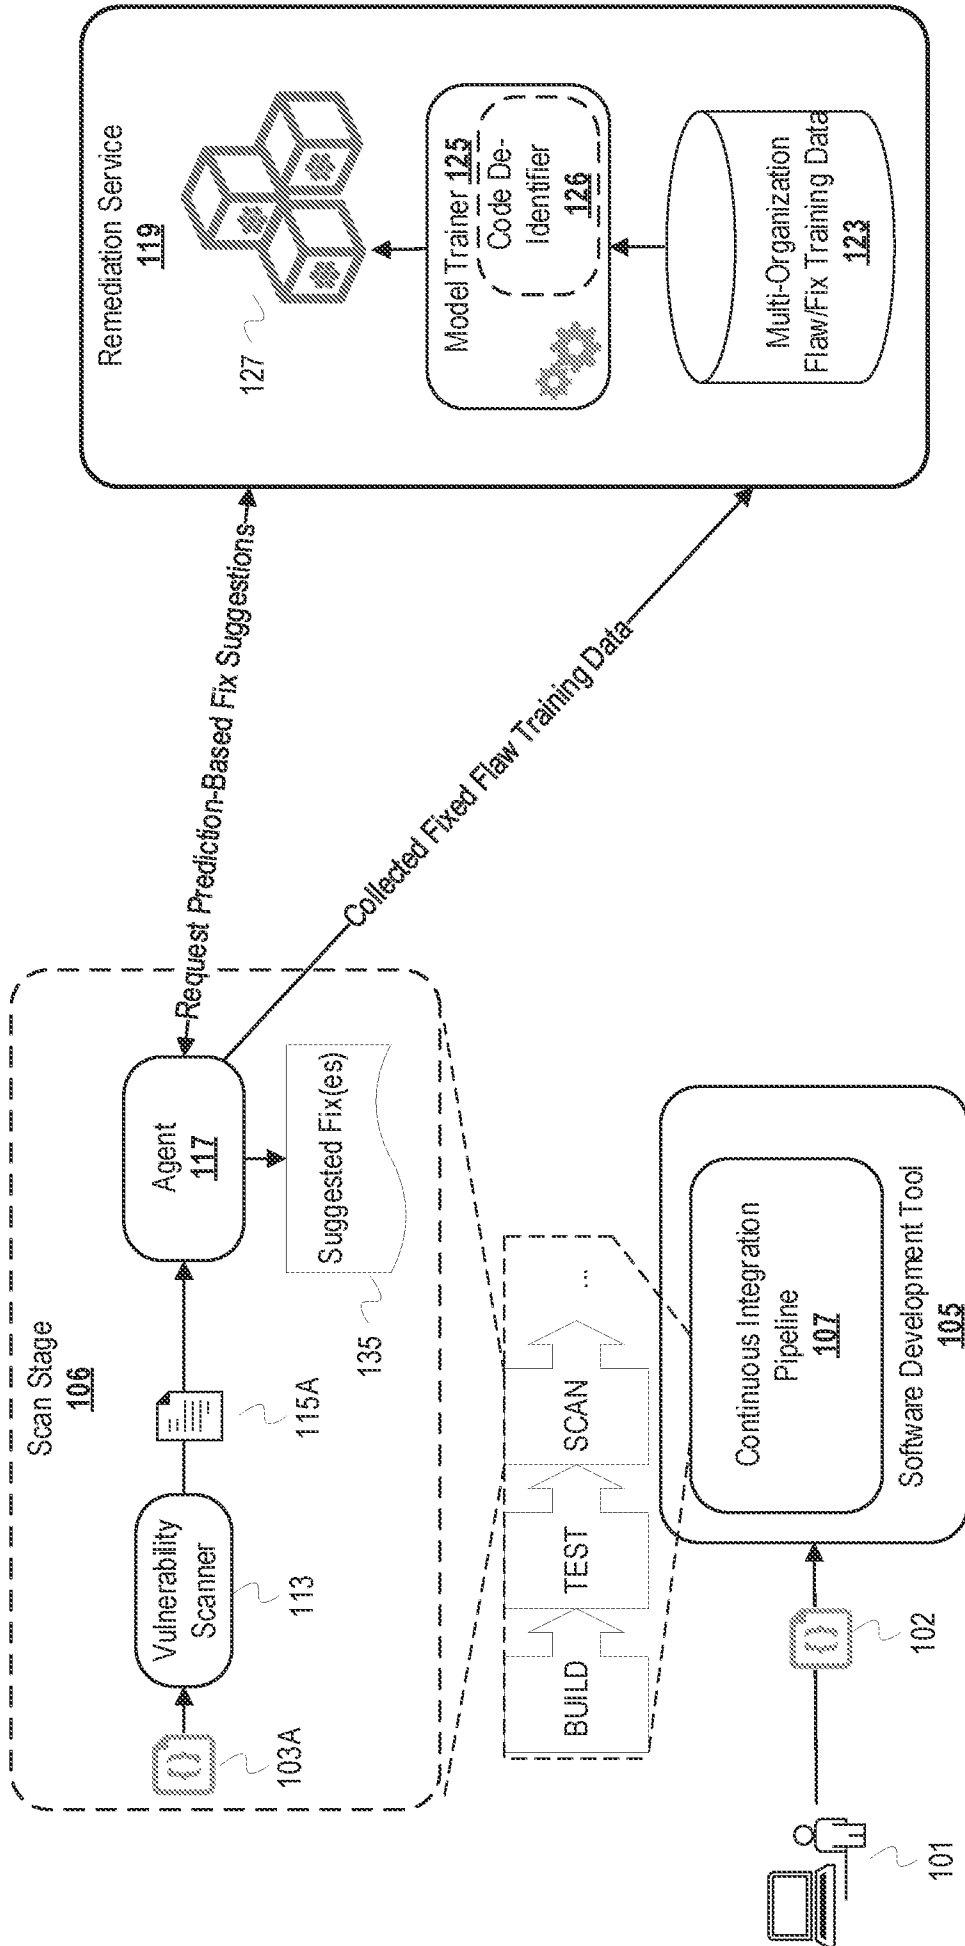 Scan Stage
106
103A
Vulnerability
Scanner
113
115A
Agent
117
Suggested Fix(es)
135
Request Prediction-Based Fix Suggestions
Collected Fixed Flaw Training Data
Remediation Service
119
127
Model Trainer 125
Code De-
Identifier
126
Multi-Organization
Flaw/Fix Training Data
123
BUILD
TEST
SCAN
...
101
{}
102
Continuous Integration
Pipeline
107
Software Development Tool
105
{}